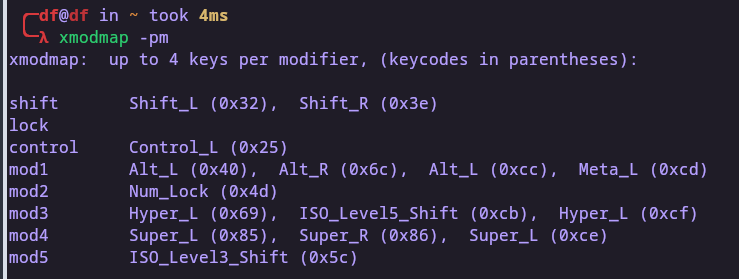 df@df in ~ took 4ms
λ xmodmap -pm
xmodmap:  up to 4 keys per modifier, (keycodes in parentheses):

shift       Shift_L (0x32),  Shift_R (0x3e)
lock
control     Control_L (0x25)
mod1        Alt_L (0x40),  Alt_R (0x6c),  Alt_L (0xcc),  Meta_L (0xcd)
mod2        Num_Lock (0x4d)
mod3        Hyper_L (0x69),  ISO_Level5_Shift (0xcb),  Hyper_L (0xcf)
mod4        Super_L (0x85),  Super_R (0x86),  Super_L (0xce)
mod5        ISO_Level3_Shift (0x5c)